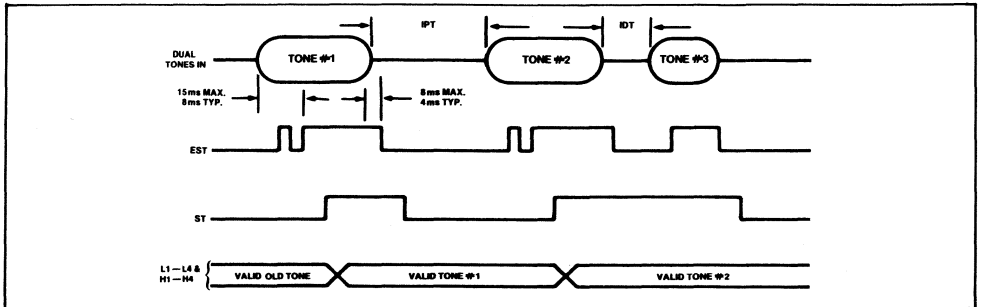 IPT
IDT
DUAL
TONES IN
TONE #1
TONE #2
TONE #3
15ms MAX.
8ms TYP.
8ms MAX.
4ms TYP.
EST
ST
L1 — L4 &
H1 — H4
VALID OLD TONE
VALID TONE #1
VALID TONE #2